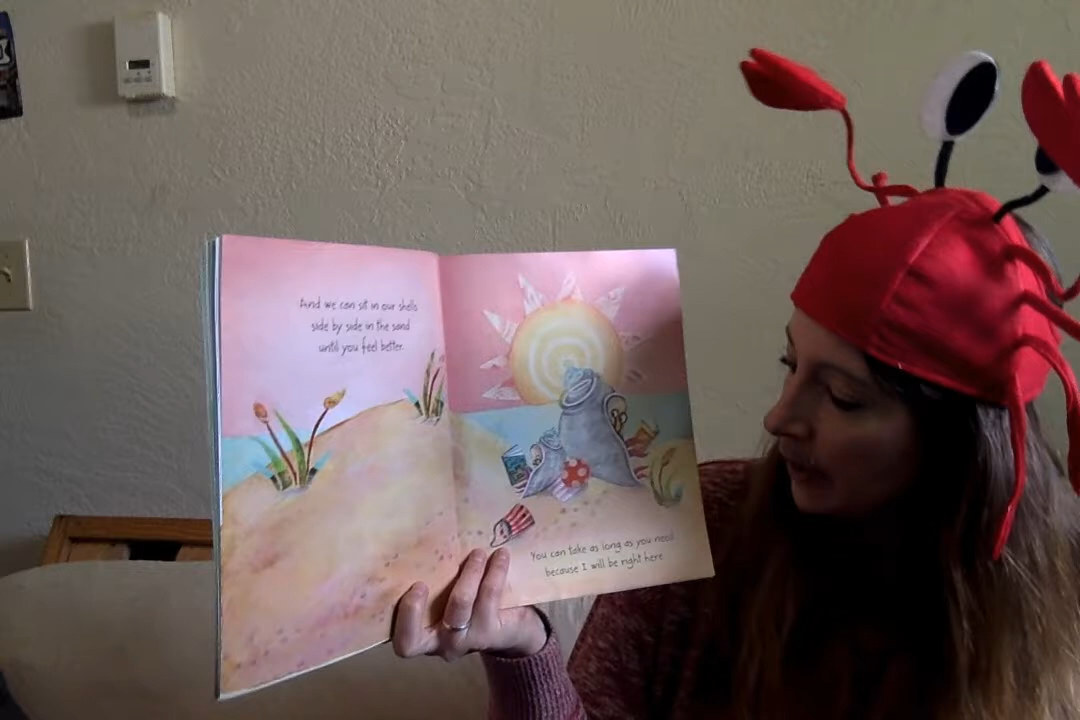 And we can sit in our shells
side by side in the sand
until you feel better.
You can take as long as you need
because I will be right here